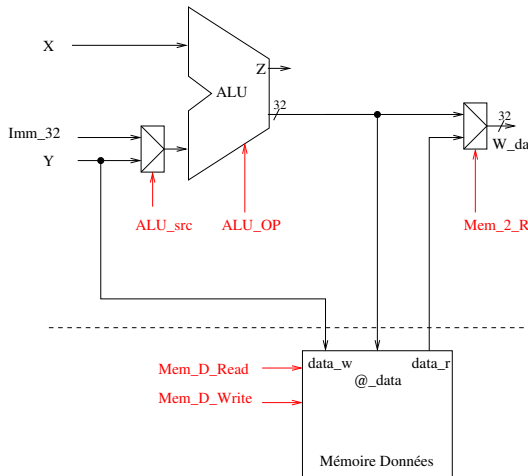 X
Z
ALU
32
32
Imm_32
Y
W_da
ALU_src
ALU_OP
Mem_2_R
Mem_D_Read
data_w
data_r
@_data
Mem_D_Write
Mémoire Données